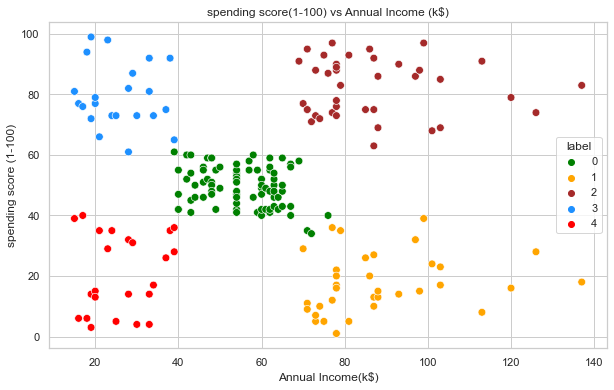 spending score(1-100) vs Annual Income (k$)
100
80
60
40
20
0
spending score (1-100)
label
0
1
2
3
4
20 40 60 80 100 120 140
Annual Income(k$)